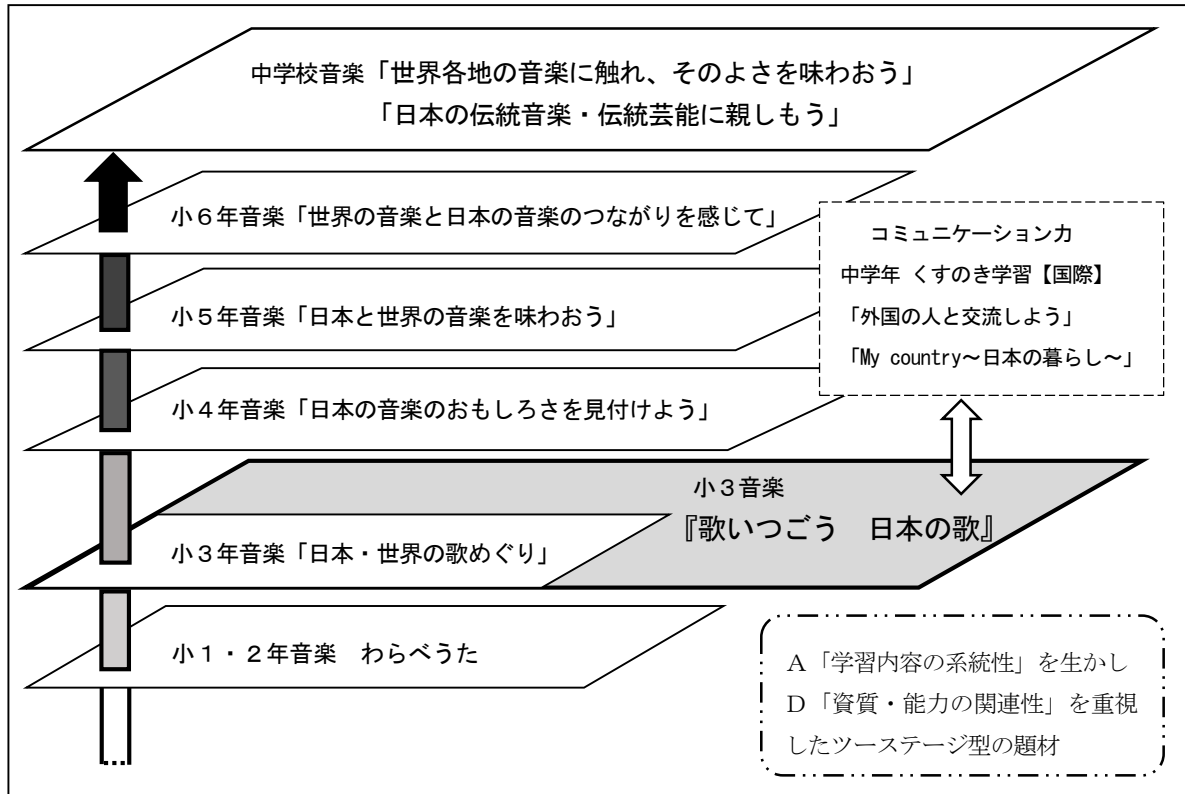 中学校音楽「世界各地の音楽に触れ、そのよさを味わおう」
「日本の伝統音楽・伝統芸能に親しもう」
小６年音楽「世界の音楽と日本の音楽のつながりを感じて」
小５年音楽「日本と世界の音楽を味わおう」
小４年音楽「日本の音楽のおもしろさを見付けよう」
コミュニケーション力
中学年 くすのき学習【国際】
「外国の人と交流しよう」
「My country～日本の暮らし～」
小３音楽
『歌いつごう　日本の歌』
小３年音楽「日本・世界の歌めぐり」
小１・２年音楽　わらべうた
A「学習内容の系統性」を生かし
D「資質・能力の関連性」を重視
したツーステージ型の題材